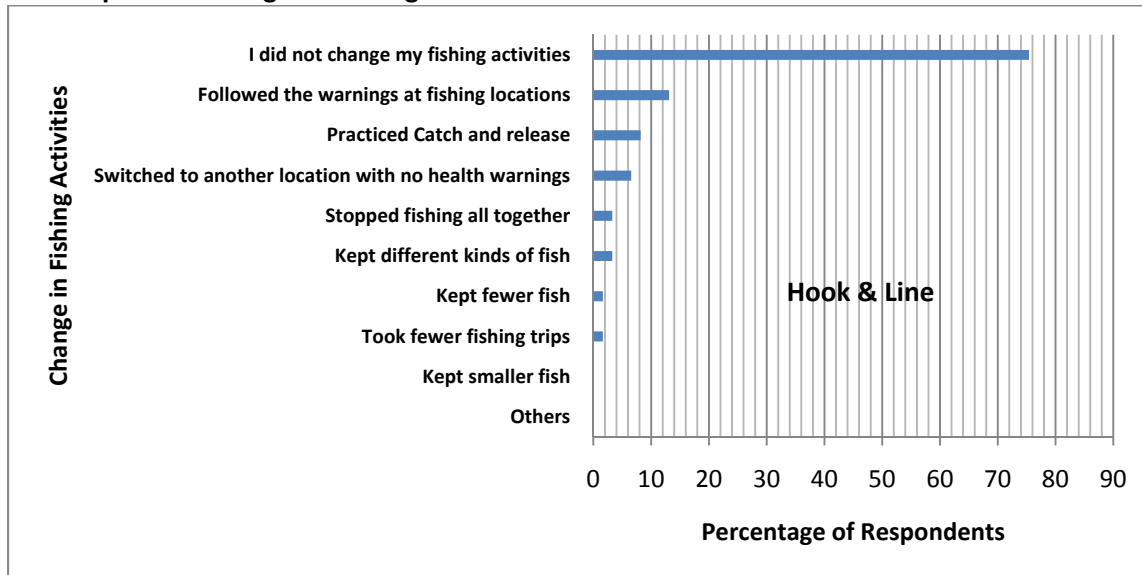 I did not change my fishing activities
Followed the warnings at fishing locations
Practiced Catch and release
Switched to another location with no health warnings
Stopped fishing all together
Kept different kinds of fish
Kept fewer fish
Took fewer fishing trips
Kept smaller fish
Others
Change in Fishing Activities
Hook & Line
0 10 20 30 40 50 60 70 80 90
Percentage of Respondents